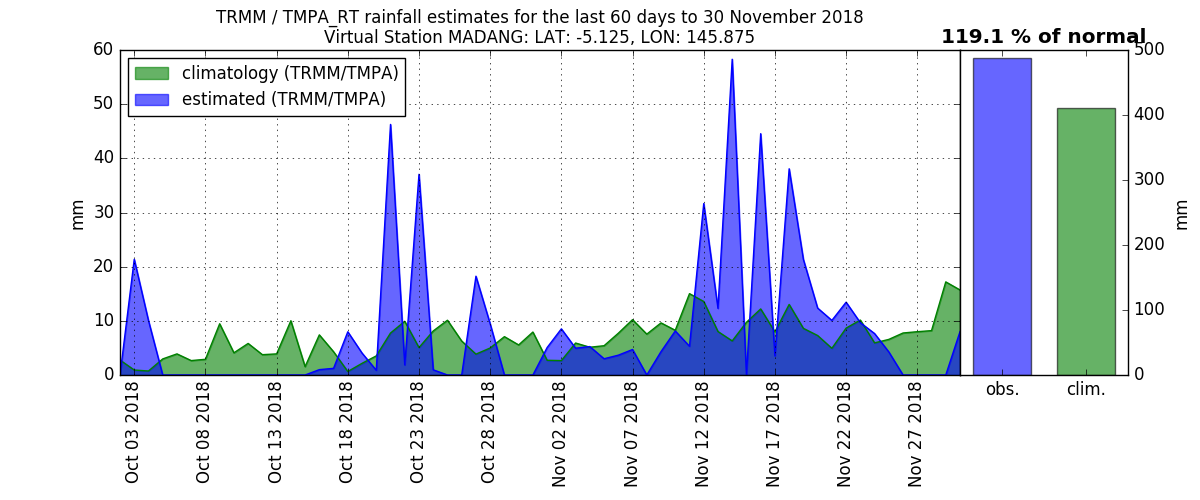 TRMM / TMPA_RT rainfall estimates for the last 60 days to 30 November 2018
Virtual Station MADANG: LAT: -5.125, LON: 145.875
119.1 % of normal
climatology (TRMM/TMPA)
estimated (TRMM/TMPA)
60
50
40
30
20
10
0
mm
Oct 03 2018
Oct 08 2018
Oct 13 2018
Oct 18 2018
Oct 23 2018
Oct 28 2018
Nov 02 2018
Nov 07 2018
Nov 12 2018
Nov 17 2018
Nov 22 2018
Nov 27 2018
500
400
300
200
100
0
mm
obs.
clim.